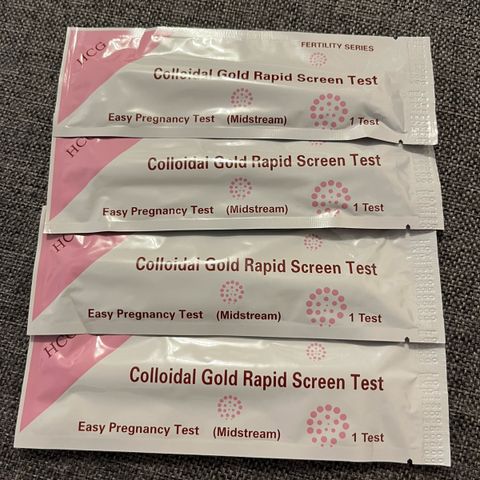 HCG
FERTILITY SERIES
Colloidal Gold Rapid Screen Test
Easy Pregnancy Test (Midstream) 1 Test
HCG
Colloidal Gold Rapid Screen Test
Easy Pregnancy Test (Midstream) 1 Test
HCG
Colloidal Gold Rapid Screen Test
Easy Pregnancy Test (Midstream) 1 Test
HCG
Colloidal Gold Rapid Screen Test
Easy Pregnancy Test (Midstream) 1 Test